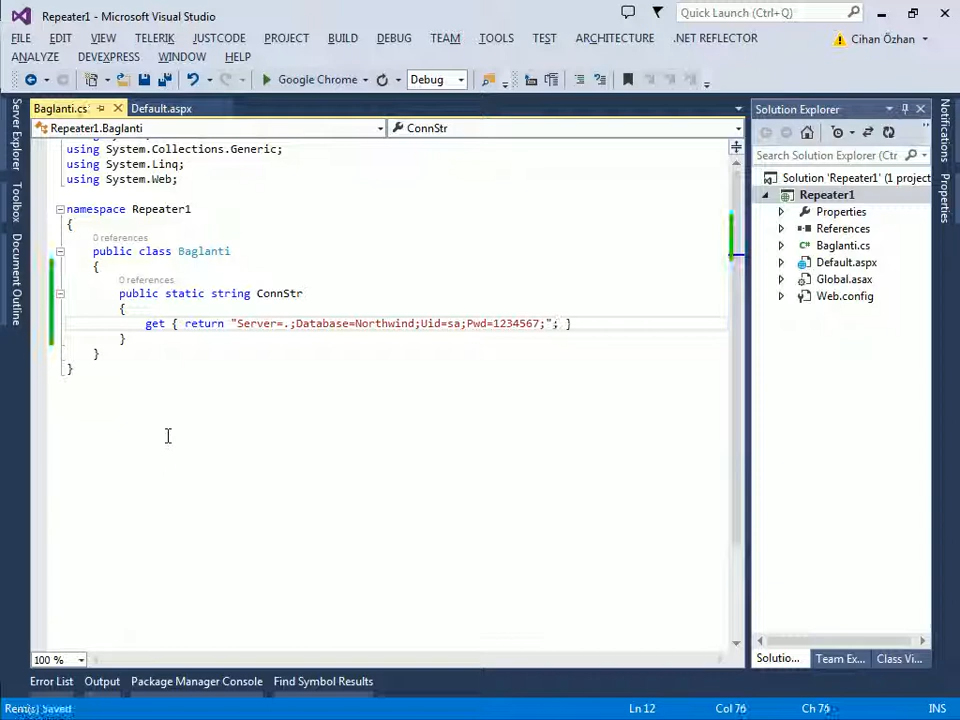 Repeater1 - Microsoft Visual Studio
Quick Launch (Ctrl+Q)
FILE EDIT VIEW TELERIK JUSTCODE PROJECT BUILD DEBUG TEAM TOOLS TEST ARCHITECTURE .NET REFLECTOR
Cihan Özhan
ANALYZE DEVEXPRESS WINDOW HELP
Google Chrome Debug
Baglanti.cs Default.aspx
Repeater1.Baglanti ConnStr
using System.Collections.Generic;
using System.Linq;
using System.Web;
namespace Repeater1
{
0 references
public class Baglanti
{
0 references
public static string ConnStr
{
get { return "Server=.;Database=Northwind;Uid=sa;Pwd=1234567;"; }
}
}
}
100 %
Server Explorer
Toolbox
Document Outline
Solution Explorer
Search Solution Explorer (Ctr
Solution 'Repeater1' (1 project
Repeater1
Properties
References
Baglanti.cs
Default.aspx
Global.asax
Web.config
Solutio... Team Ex... Class Vi...
Notifications
Properties
Error List Output Package Manager Console Find Symbol Results
Saved Ln 12 Col 76 Ch 76 INS